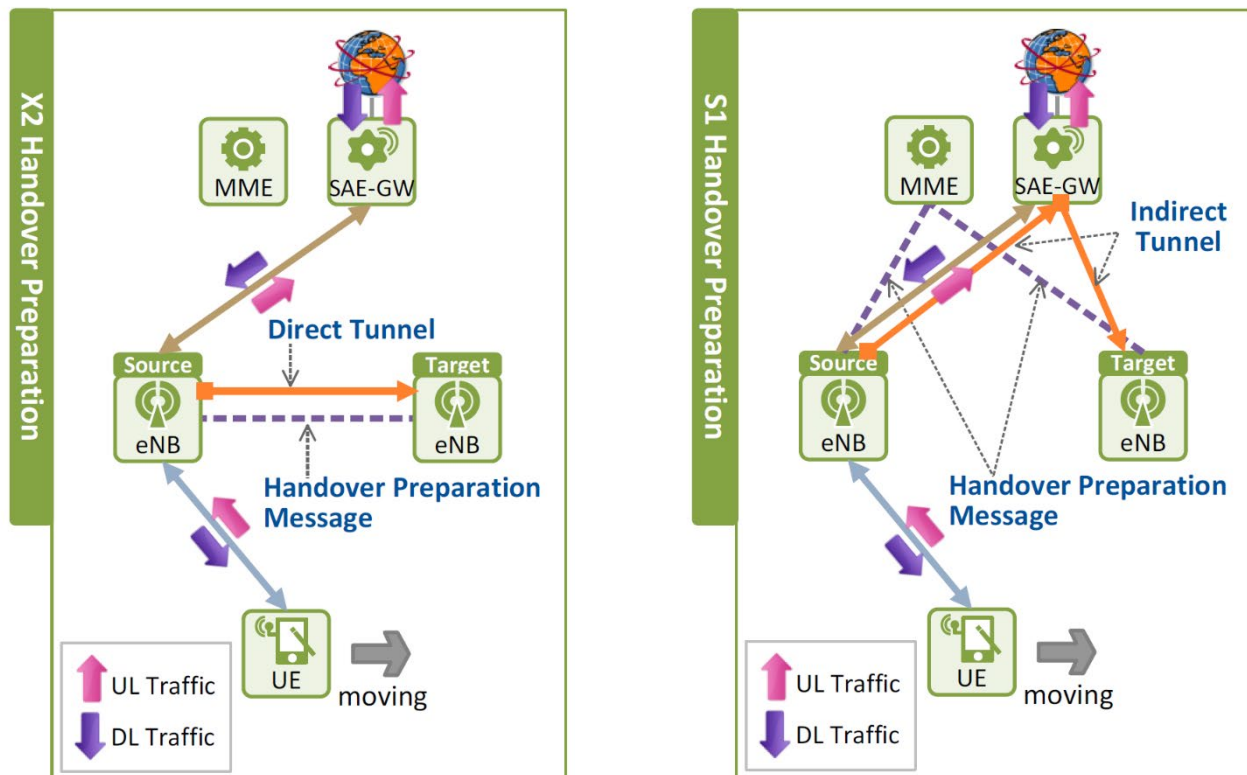 X2 Handover Preparation
MME
SAE-GW
Direct Tunnel
Source
Target
eNB
eNB
Handover Preparation
Message
UE
moving
UL Traffic
DL Traffic
S1 Handover Preparation
MME
SAE-GW
Indirect
Tunnel
Source
Target
eNB
eNB
Handover Preparation
Message
UE
moving
UL Traffic
DL Traffic